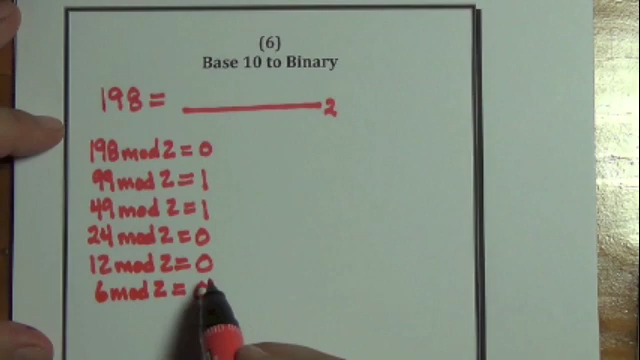 (6)
Base 10 to Binary
198 = 2
198 mod 2 = 0
99 mod 2 = 1
49 mod 2 = 1
24 mod 2 = 0
12 mod 2 = 0
6 mod 2 =